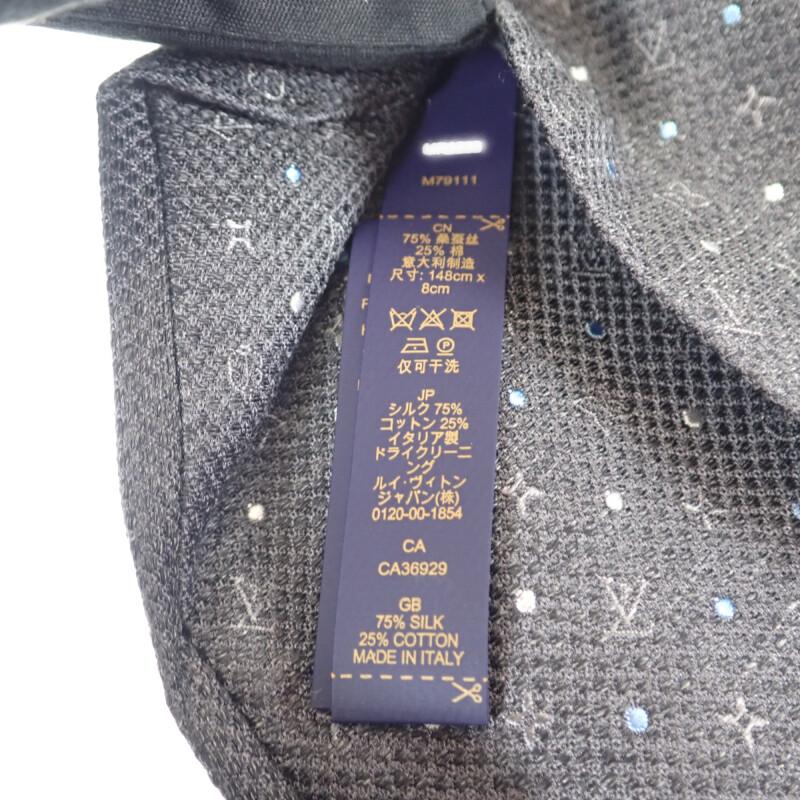 M79111
CN
75% 桑蚕丝
25% 棉
意大利制造
尺寸: 148cm x
8cm
P
仅可干洗
JP
シルク 75%
コットン 25%
イタリア製
ドライクリーニ
ング
ルイ・ヴィトン
ジャパン(株)
0120-00-1854
CA
CA36929
GB
75% SILK
25% COTTON
MADE IN ITALY